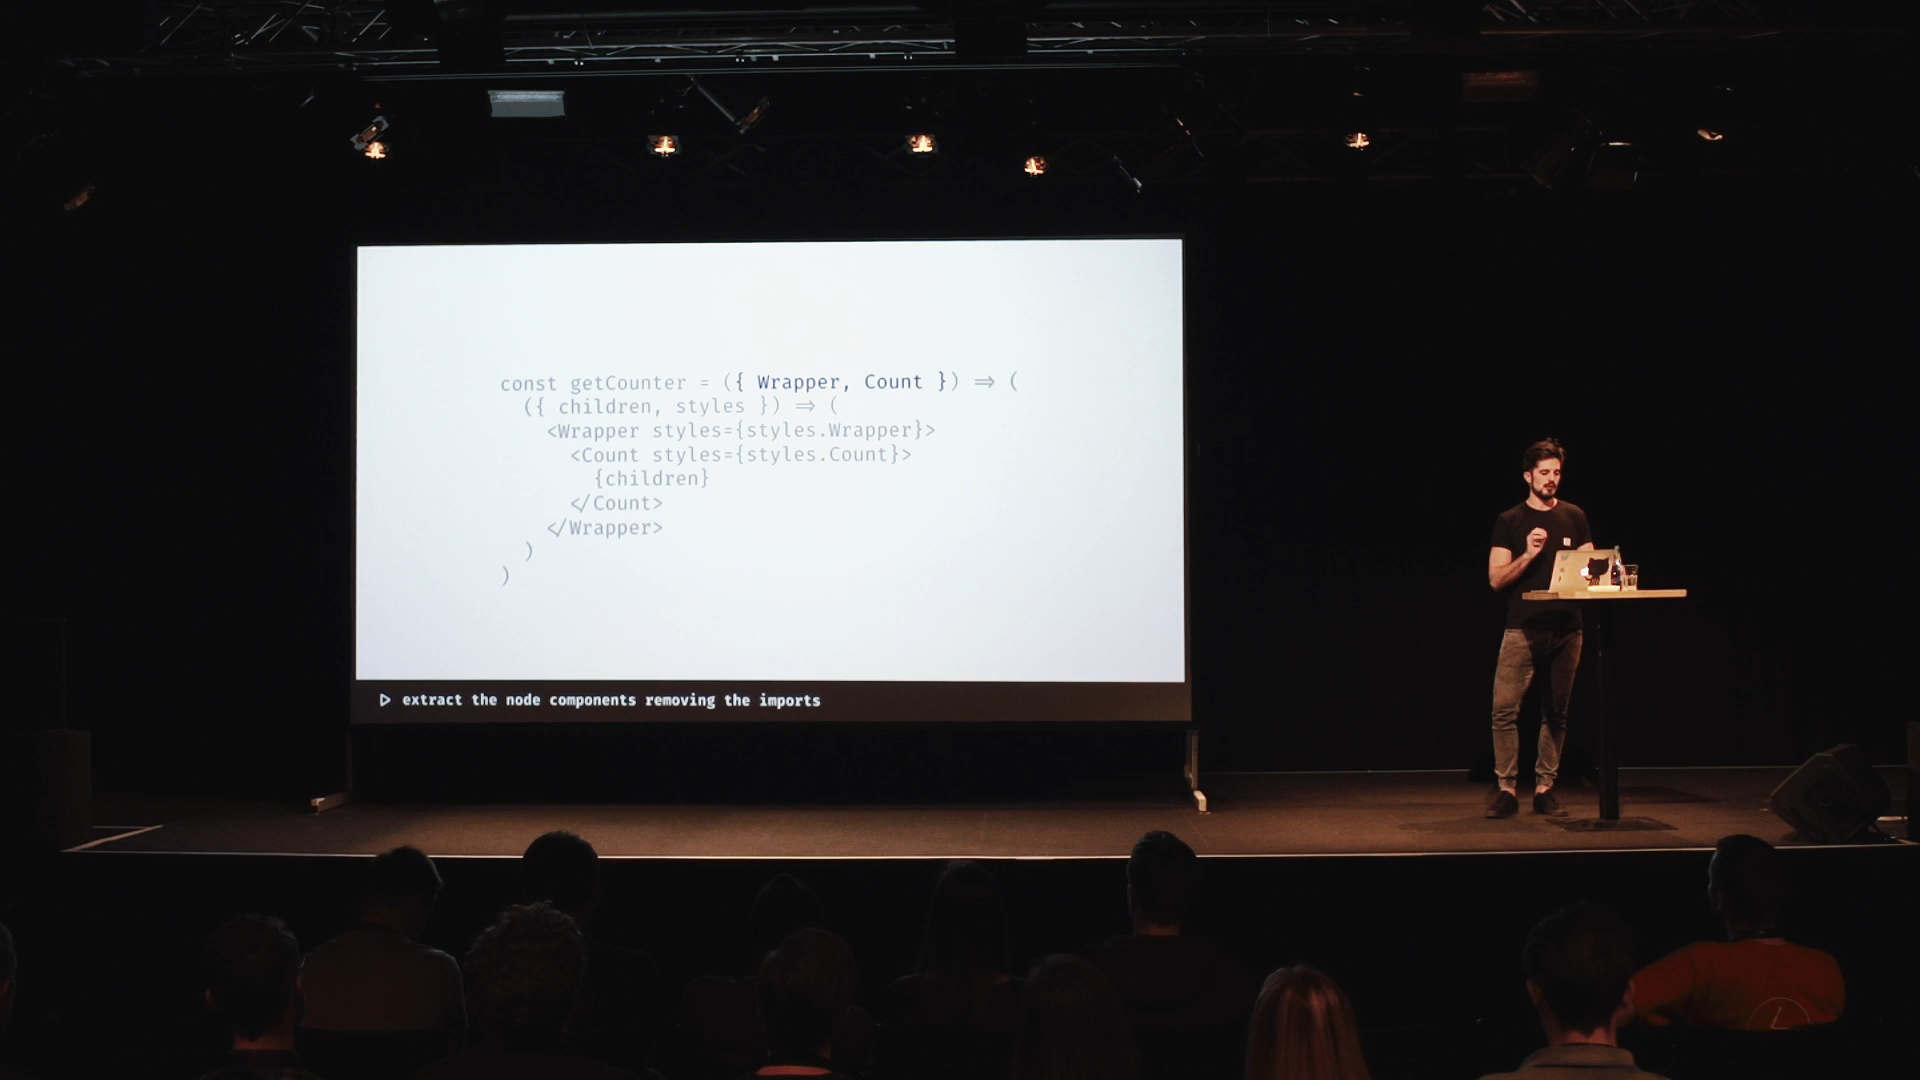 const getCounter = ({ Wrapper, Count }) => (
({ children, styles }) => (
<Wrapper styles={styles.Wrapper}>
<Count styles={styles.Count}>
{children}
</Count>
</Wrapper>
)
)
▷ extract the node components removing the imports